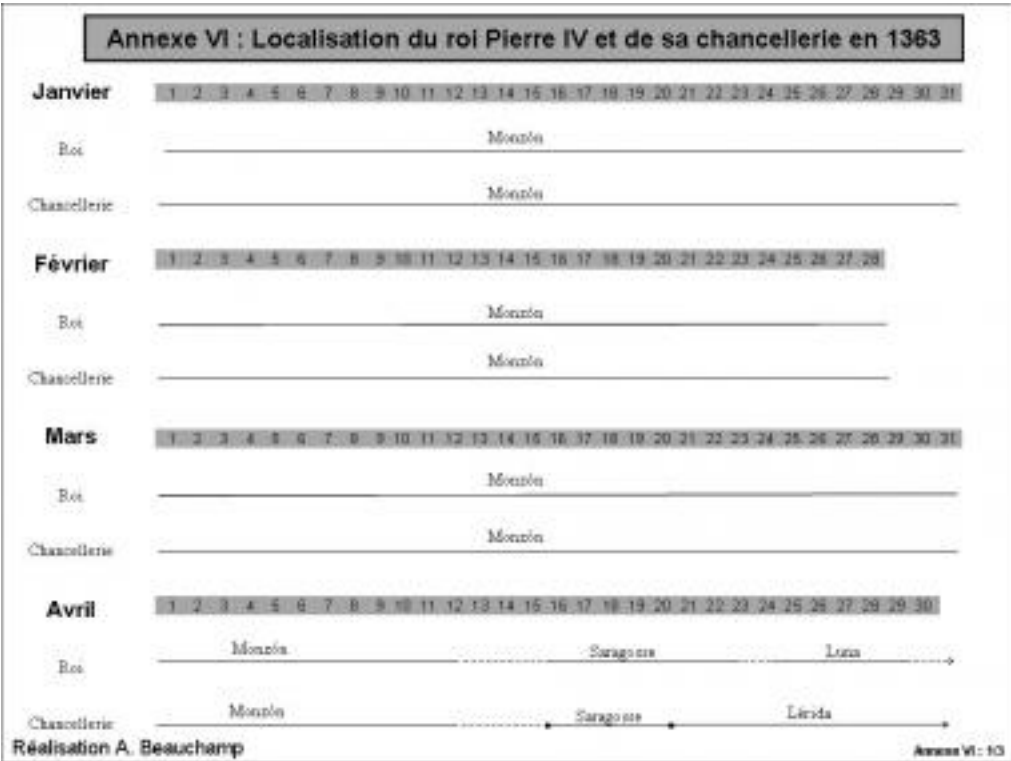 Annexe VI : Localisation du roi Pierre IV et de sa chancellerie en 1363
Janvier 1 2 3 4 5 6 7 8 9 10 11 12 13 14 15 16 17 18 19 20 21 22 23 24 25 26 27 28 29 30 31
Monzón
Roi
Monzón
Chancellerie
Février 1 2 3 4 5 6 7 8 9 10 11 12 13 14 15 16 17 18 19 20 21 22 23 24 25 26 27 28
Monzón
Roi
Monzón
Chancellerie
Mars 1 2 3 4 5 6 7 8 9 10 11 12 13 14 15 16 17 18 19 20 21 22 23 24 25 26 27 28 29 30 31
Monzón
Roi
Monzón
Chancellerie
Avril 1 2 3 4 5 6 7 8 9 10 11 12 13 14 15 16 17 18 19 20 21 22 23 24 25 26 27 28 29 30
Monzón Saragosse Luna
Roi
Monzón Saragosse Lérida
Chancellerie
Réalisation A. Beauchamp Annexe VI : 1/3